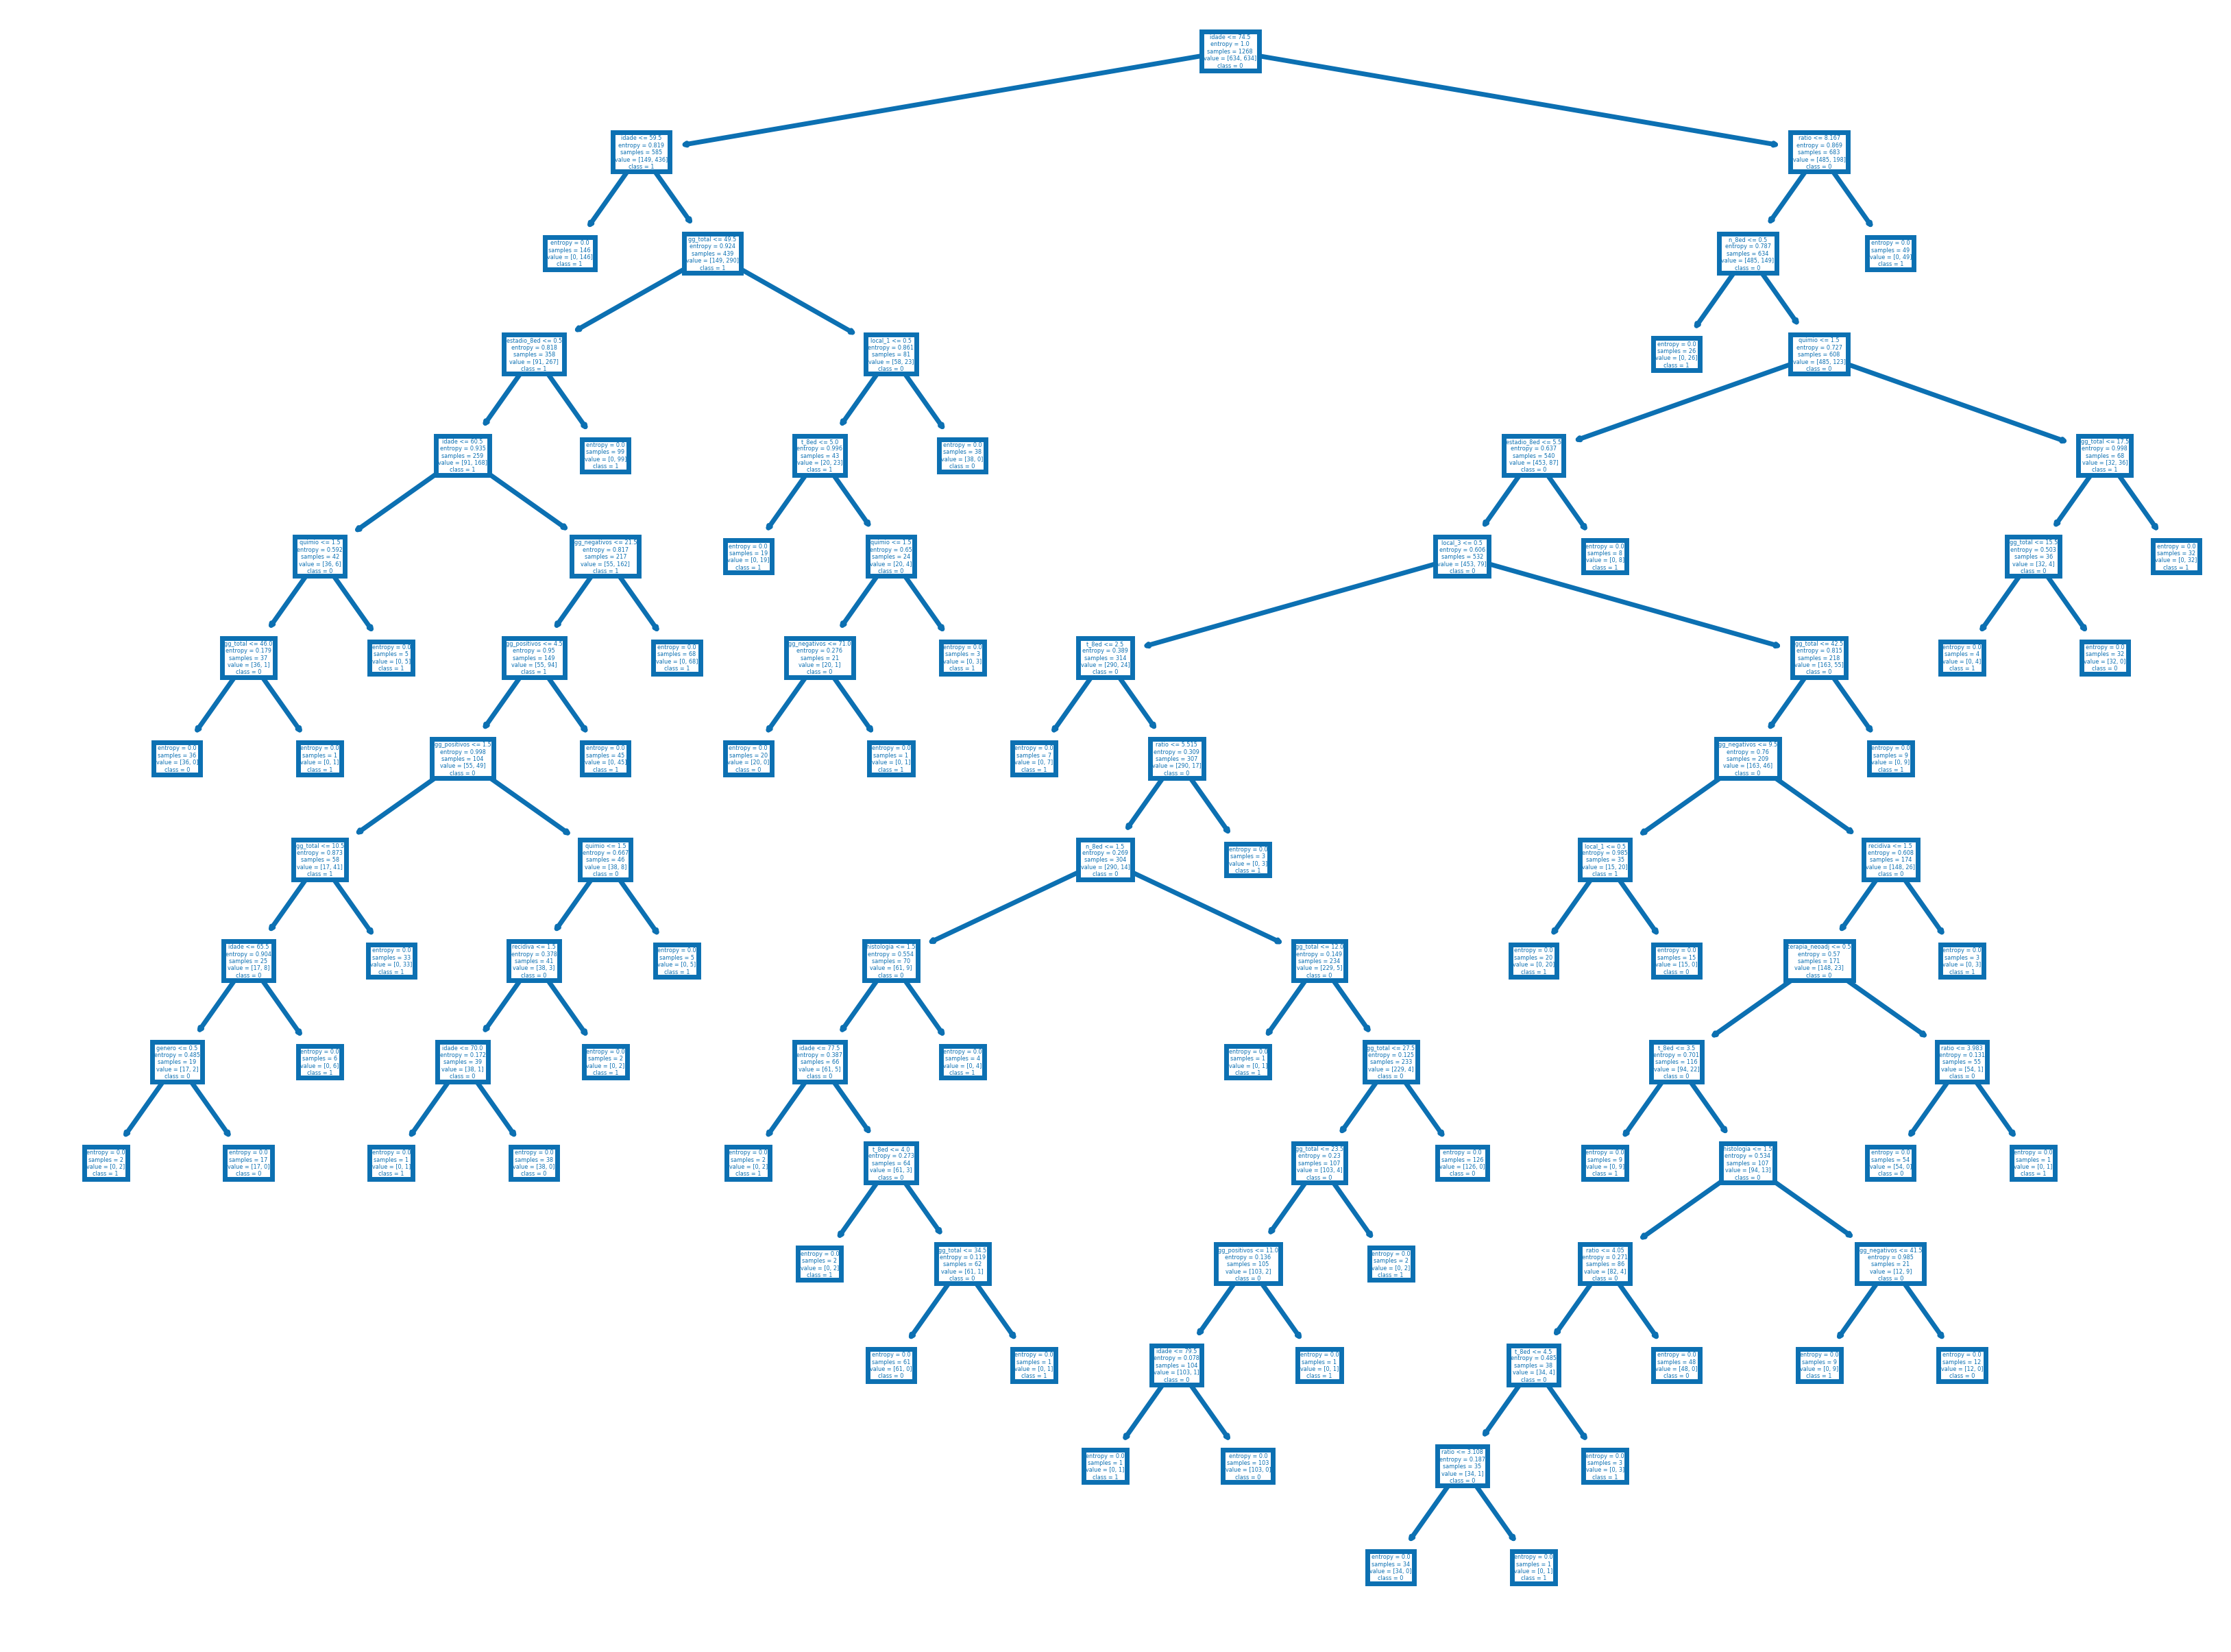 idade <= 74.5
entropy = 1.0
samples = 1268
value = [634, 634]
class = 0
idade <= 59.5
entropy = 0.819
samples = 585
value = [149, 436]
class = 1
ratio <= 8.167
entropy = 0.869
samples = 683
value = [485, 198]
class = 0
entropy = 0.0
samples = 146
value = [0, 146]
class = 1
gg_total <= 49.5
entropy = 0.924
samples = 439
value = [149, 290]
class = 1
n_8ed <= 0.5
entropy = 0.787
samples = 634
value = [485, 149]
class = 0
entropy = 0.0
samples = 49
value = [0, 49]
class = 1
estadio_8ed <= 0.5
entropy = 0.818
samples = 358
value = [91, 267]
class = 1
local_1 <= 0.5
entropy = 0.861
samples = 81
value = [58, 23]
class = 0
entropy = 0.0
samples = 26
value = [0, 26]
class = 1
quimio <= 1.5
entropy = 0.727
samples = 608
value = [485, 123]
class = 0
idade <= 60.5
entropy = 0.935
samples = 259
value = [91, 168]
class = 1
entropy = 0.0
samples = 99
value = [0, 99]
class = 1
t_8ed <= 5.0
entropy = 0.996
samples = 43
value = [20, 23]
class = 1
entropy = 0.0
samples = 38
value = [38, 0]
class = 0
estadio_8ed <= 5.5
entropy = 0.637
samples = 540
value = [453, 87]
class = 0
gg_total <= 17.5
entropy = 0.998
samples = 68
value = [32, 36]
class = 1
quimio <= 1.5
entropy = 0.592
samples = 42
value = [36, 6]
class = 0
gg_negativos <= 21.5
entropy = 0.817
samples = 217
value = [55, 162]
class = 1
entropy = 0.0
samples = 19
value = [0, 19]
class = 1
quimio <= 1.5
entropy = 0.65
samples = 24
value = [20, 4]
class = 0
local_3 <= 0.5
entropy = 0.606
samples = 532
value = [453, 79]
class = 0
entropy = 0.0
samples = 8
value = [0, 8]
class = 1
gg_total <= 15.5
entropy = 0.503
samples = 36
value = [32, 4]
class = 0
entropy = 0.0
samples = 32
value = [0, 32]
class = 1
gg_total <= 46.0
entropy = 0.179
samples = 37
value = [36, 1]
class = 0
entropy = 0.0
samples = 5
value = [0, 5]
class = 1
gg_positivos <= 4.5
entropy = 0.95
samples = 149
value = [55, 94]
class = 1
entropy = 0.0
samples = 68
value = [0, 68]
class = 1
gg_negativos <= 71.0
entropy = 0.276
samples = 21
value = [20, 1]
class = 0
entropy = 0.0
samples = 3
value = [0, 3]
class = 1
t_8ed <= 2.5
entropy = 0.389
samples = 314
value = [290, 24]
class = 0
gg_total <= 42.5
entropy = 0.815
samples = 218
value = [163, 55]
class = 0
entropy = 0.0
samples = 4
value = [0, 4]
class = 1
entropy = 0.0
samples = 32
value = [32, 0]
class = 0
entropy = 0.0
samples = 36
value = [36, 0]
class = 0
entropy = 0.0
samples = 1
value = [0, 1]
class = 1
gg_positivos <= 1.5
entropy = 0.998
samples = 104
value = [55, 49]
class = 0
entropy = 0.0
samples = 45
value = [0, 45]
class = 1
entropy = 0.0
samples = 20
value = [20, 0]
class = 0
entropy = 0.0
samples = 1
value = [0, 1]
class = 1
entropy = 0.0
samples = 7
value = [0, 7]
class = 1
ratio <= 5.515
entropy = 0.309
samples = 307
value = [290, 17]
class = 0
gg_negativos <= 9.5
entropy = 0.76
samples = 209
value = [163, 46]
class = 0
entropy = 0.0
samples = 9
value = [0, 9]
class = 1
gg_total <= 10.5
entropy = 0.873
samples = 58
value = [17, 41]
class = 1
quimio <= 1.5
entropy = 0.667
samples = 46
value = [38, 8]
class = 0
n_8ed <= 1.5
entropy = 0.269
samples = 304
value = [290, 14]
class = 0
entropy = 0.0
samples = 3
value = [0, 3]
class = 1
local_1 <= 0.5
entropy = 0.985
samples = 35
value = [15, 20]
class = 1
recidiva <= 1.5
entropy = 0.608
samples = 174
value = [148, 26]
class = 0
idade <= 65.5
entropy = 0.904
samples = 25
value = [17, 8]
class = 0
entropy = 0.0
samples = 33
value = [0, 33]
class = 1
recidiva <= 1.5
entropy = 0.378
samples = 41
value = [38, 3]
class = 0
entropy = 0.0
samples = 5
value = [0, 5]
class = 1
histologia <= 1.5
entropy = 0.554
samples = 70
value = [61, 9]
class = 0
gg_total <= 12.0
entropy = 0.149
samples = 234
value = [229, 5]
class = 0
entropy = 0.0
samples = 20
value = [0, 20]
class = 1
entropy = 0.0
samples = 15
value = [15, 0]
class = 0
terapia_neoadj <= 0.5
entropy = 0.57
samples = 171
value = [148, 23]
class = 0
entropy = 0.0
samples = 3
value = [0, 3]
class = 1
genero <= 0.5
entropy = 0.485
samples = 19
value = [17, 2]
class = 0
entropy = 0.0
samples = 6
value = [0, 6]
class = 1
idade <= 70.0
entropy = 0.172
samples = 39
value = [38, 1]
class = 0
entropy = 0.0
samples = 2
value = [0, 2]
class = 1
idade <= 77.5
entropy = 0.387
samples = 66
value = [61, 5]
class = 0
entropy = 0.0
samples = 4
value = [0, 4]
class = 1
entropy = 0.0
samples = 1
value = [0, 1]
class = 1
gg_total <= 27.5
entropy = 0.125
samples = 233
value = [229, 4]
class = 0
t_8ed <= 3.5
entropy = 0.701
samples = 116
value = [94, 22]
class = 0
ratio <= 3.983
entropy = 0.131
samples = 55
value = [54, 1]
class = 0
entropy = 0.0
samples = 2
value = [0, 2]
class = 1
entropy = 0.0
samples = 17
value = [17, 0]
class = 0
entropy = 0.0
samples = 1
value = [0, 1]
class = 1
entropy = 0.0
samples = 38
value = [38, 0]
class = 0
entropy = 0.0
samples = 2
value = [0, 2]
class = 1
t_8ed <= 4.0
entropy = 0.273
samples = 64
value = [61, 3]
class = 0
gg_total <= 23.5
entropy = 0.23
samples = 107
value = [103, 4]
class = 0
entropy = 0.0
samples = 126
value = [126, 0]
class = 0
entropy = 0.0
samples = 9
value = [0, 9]
class = 1
histologia <= 1.5
entropy = 0.534
samples = 107
value = [94, 13]
class = 0
entropy = 0.0
samples = 54
value = [54, 0]
class = 0
entropy = 0.0
samples = 1
value = [0, 1]
class = 1
entropy = 0.0
samples = 2
value = [0, 2]
class = 1
gg_total <= 34.5
entropy = 0.119
samples = 62
value = [61, 1]
class = 0
gg_positivos <= 11.0
entropy = 0.136
samples = 105
value = [103, 2]
class = 0
entropy = 0.0
samples = 2
value = [0, 2]
class = 1
ratio <= 4.05
entropy = 0.271
samples = 86
value = [82, 4]
class = 0
gg_negativos <= 41.5
entropy = 0.985
samples = 21
value = [12, 9]
class = 0
entropy = 0.0
samples = 61
value = [61, 0]
class = 0
entropy = 0.0
samples = 1
value = [0, 1]
class = 1
idade <= 79.5
entropy = 0.078
samples = 104
value = [103, 1]
class = 0
entropy = 0.0
samples = 1
value = [0, 1]
class = 1
t_8ed <= 4.5
entropy = 0.485
samples = 38
value = [34, 4]
class = 0
entropy = 0.0
samples = 48
value = [48, 0]
class = 0
entropy = 0.0
samples = 9
value = [0, 9]
class = 1
entropy = 0.0
samples = 12
value = [12, 0]
class = 0
entropy = 0.0
samples = 1
value = [0, 1]
class = 1
entropy = 0.0
samples = 103
value = [103, 0]
class = 0
ratio <= 3.108
entropy = 0.187
samples = 35
value = [34, 1]
class = 0
entropy = 0.0
samples = 3
value = [0, 3]
class = 1
entropy = 0.0
samples = 34
value = [34, 0]
class = 0
entropy = 0.0
samples = 1
value = [0, 1]
class = 1